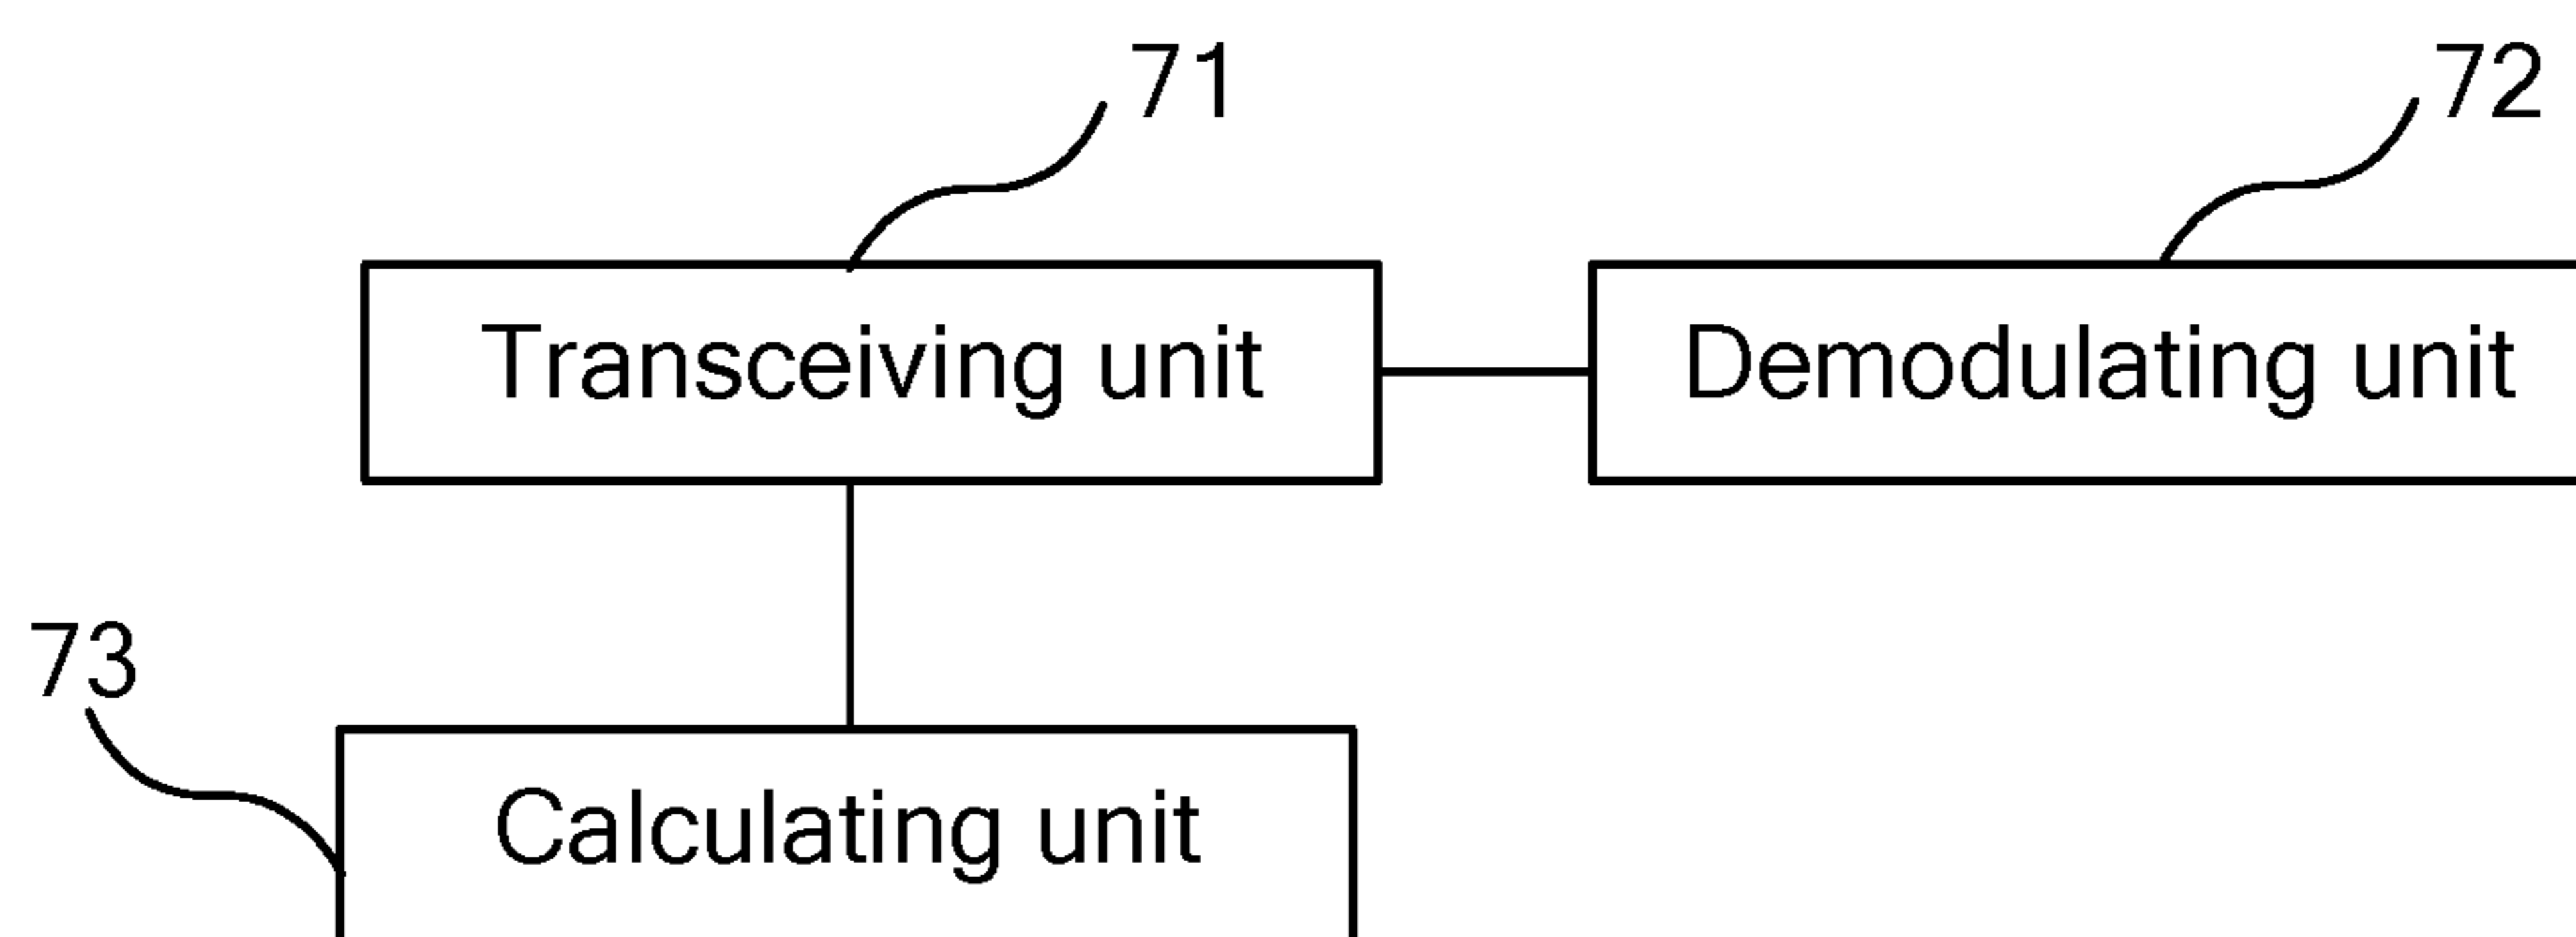 71
72
Transceiving unit
Demodulating unit
73
Calculating unit